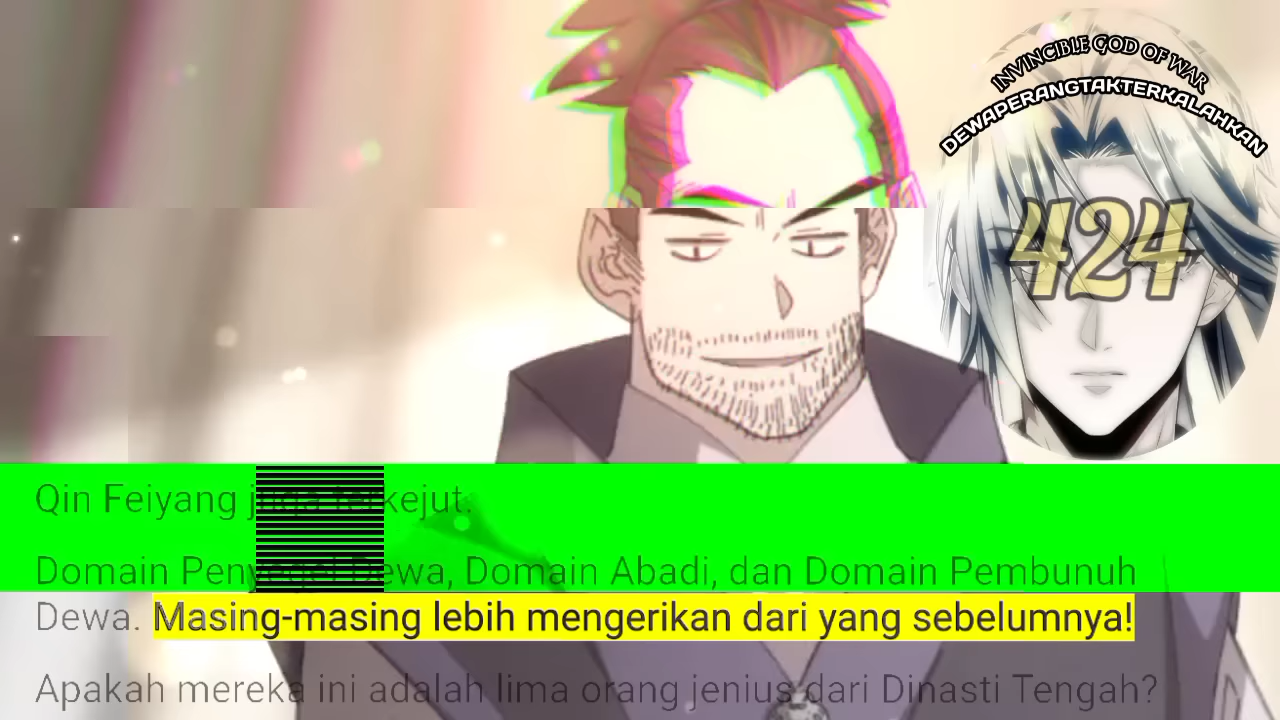 INVINCIBLE GOD OF WAR
DEWAPERANGTAKTERKALAHKAN
424
Qin Feiyang juga terkejut.
Domain Penyegel Dewa, Domain Abadi, dan Domain Pembunuh
Dewa. Masing-masing lebih mengerikan dari yang sebelumnya!
Apakah mereka ini adalah lima orang jenius dari Dinasti Tengah?